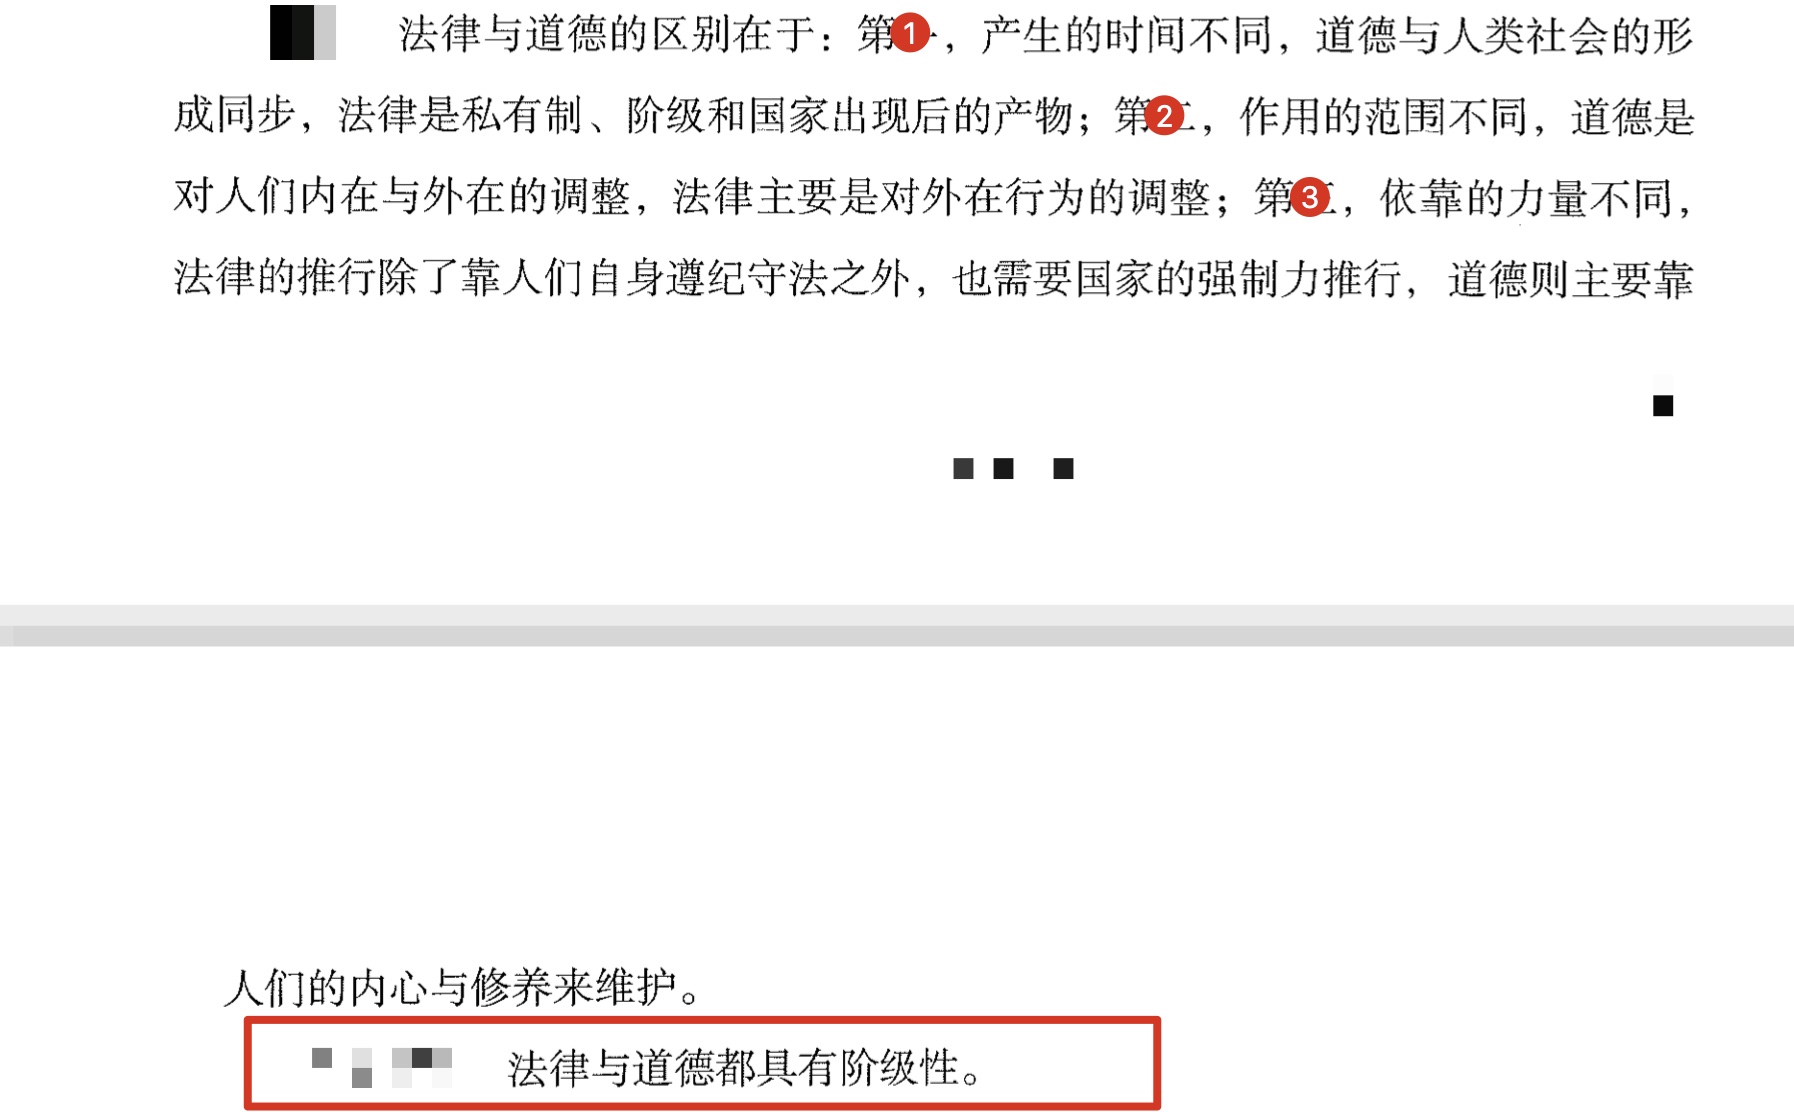 法律与道德的区别在于：第1，产生的时间不同，道德与人类社会的形
成同步，法律是私有制、阶级和国家出现后的产物；第2，作用的范围不同，道德是
对人们内在与外在的调整，法律主要是对外在行为的调整；第3，依靠的力量不同，
法律的推行除了靠人们自身遵纪守法之外，也需要国家的强制力推行，道德则主要靠
人们的内心与修养来维护。
法律与道德都具有阶级性。